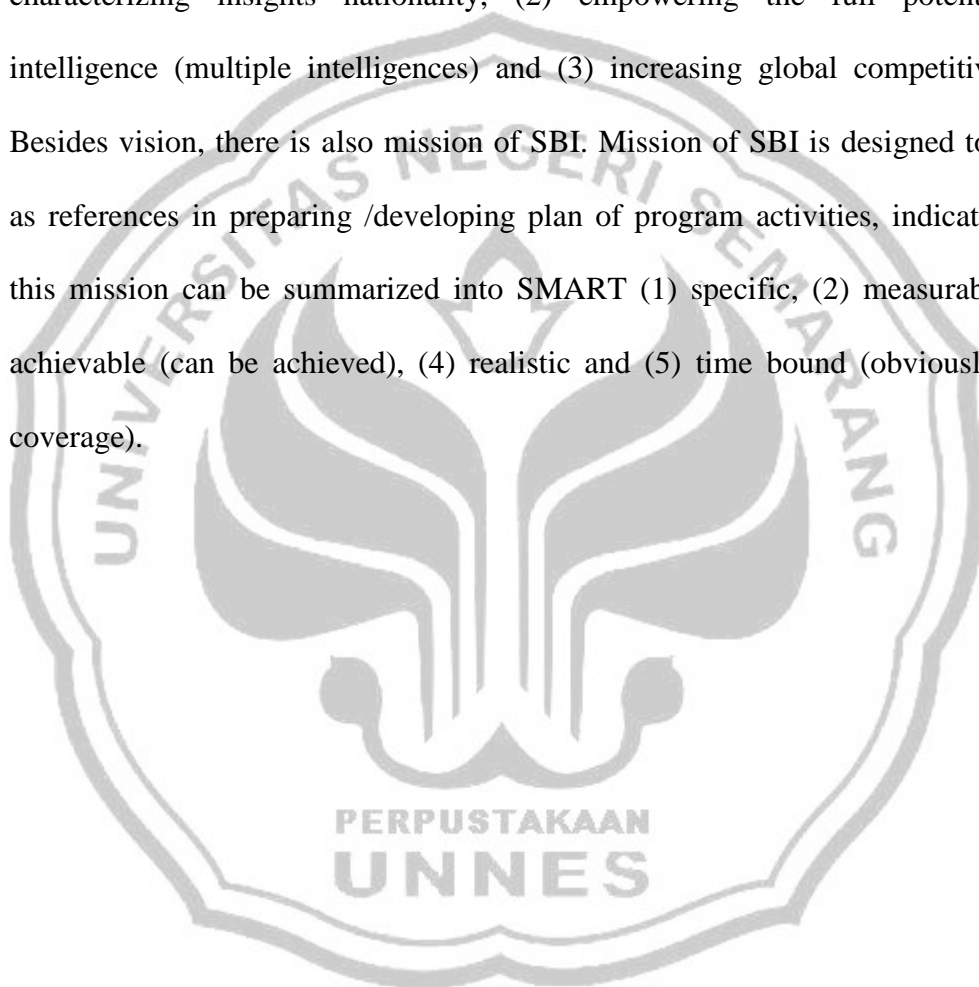 characterizing insights nationality, (2) empowering the full
intelligence (multiple intelligences) and (3) increasing global
Besides vision, there is also mission of SBI. Mission of SBI is designed
as references in preparing /developing plan of program activities,
this mission can be summarized into SMART (1) specific, (2)
achievable (can be achieved), (4) realistic and (5) time bound
coverage).
UNIVERSITAS NEGERI SEMARANG
PERPUSTAKAAN
UNNES